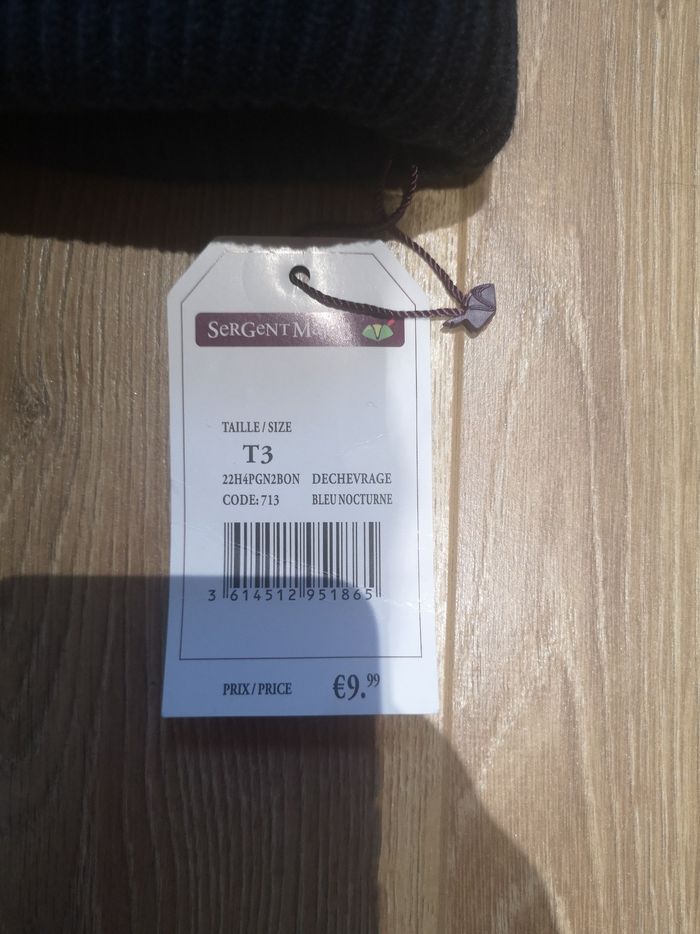 SERGENT M
TAILLE / SIZE
T3
22H4PGN2BON DECHEVRAGE
CODE: 713 BLEU NOCTURNE
3 614512 951865
PRIX / PRICE €9.99